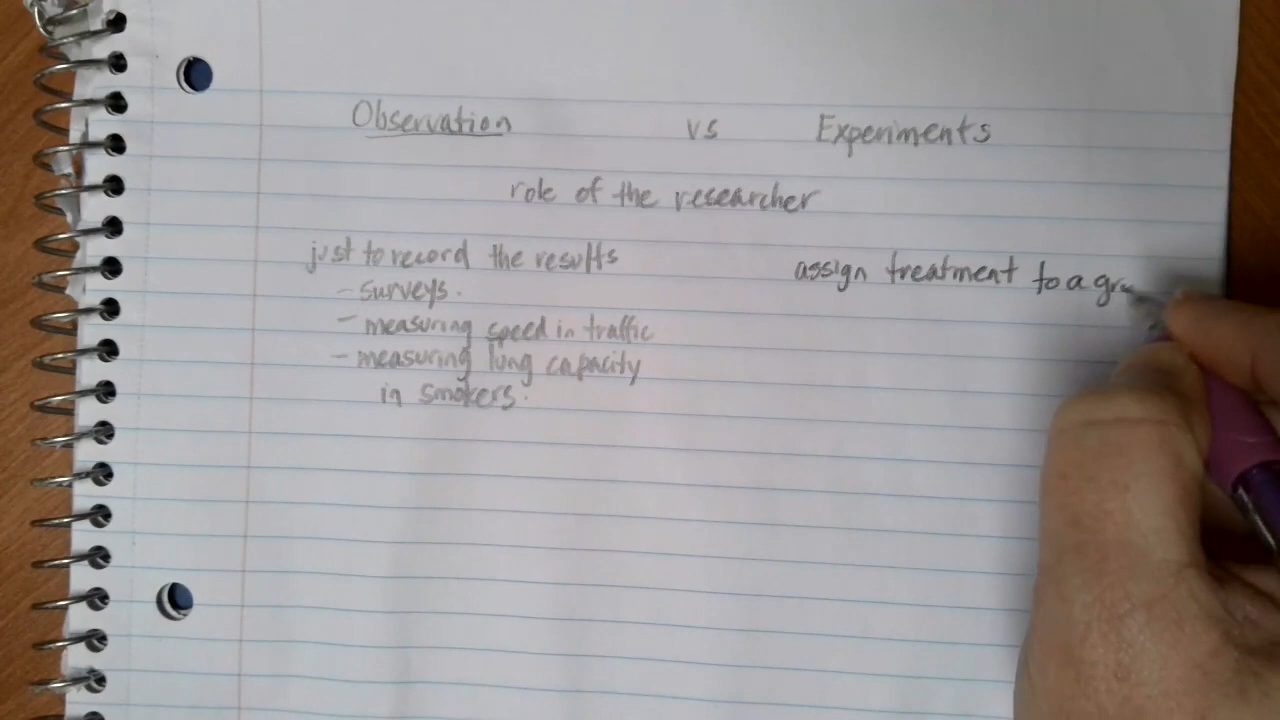 Observation vs Experiments
role of the researcher
just to record the results
- surveys.
- measuring speed in traffic
- measuring lung capacity
in smokers.
assign treatment to a